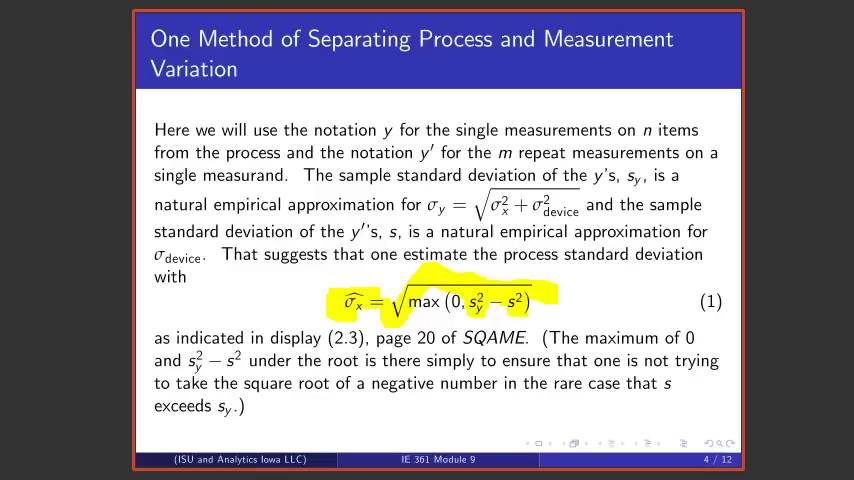 One Method of Separating Process and Measurement
Variation
Here we will use the notation y for the single measurements on n items
from the process and the notation y′ for the m repeat measurements on a
single measurand. The sample standard deviation of the y's, s_y, is a
natural empirical approximation for σ_y = √(σ_x² + σ_device²) and the sample
standard deviation of the y′'s, s, is a natural empirical approximation for
σ_device. That suggests that one estimate the process standard deviation
with
σ̂_x = √(max (0, s_y² − s²)) (1)
as indicated in display (2.3), page 20 of SQAME. (The maximum of 0
and s_y² − s² under the root is there simply to ensure that one is not trying
to take the square root of a negative number in the rare case that s
exceeds s_y.)
(ISU and Analytics Iowa LLC) IE 361 Module 9 4 / 12